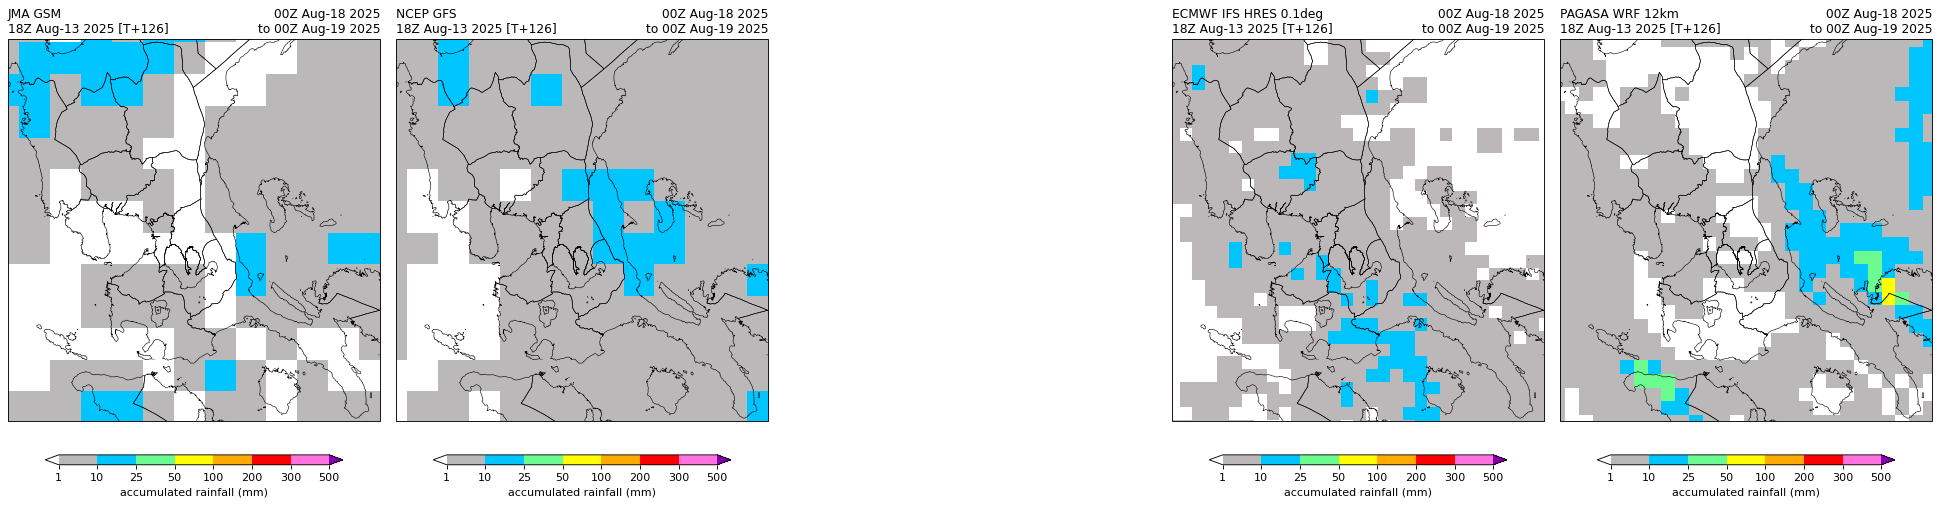 JMA GSM 00Z Aug-18 2025
18Z Aug-13 2025 [T+126] to 00Z Aug-19 2025
NCEP GFS 00Z Aug-18 2025
18Z Aug-13 2025 [T+126] to 00Z Aug-19 2025
ECMWF IFS HRES 0.1deg 00Z Aug-18 2025
18Z Aug-13 2025 [T+126] to 00Z Aug-19 2025
PAGASA WRF 12km 00Z Aug-18 2025
18Z Aug-13 2025 [T+126] to 00Z Aug-19 2025
1 10 25 50 100 200 300 500
accumulated rainfall (mm)
1 10 25 50 100 200 300 500
accumulated rainfall (mm)
1 10 25 50 100 200 300 500
accumulated rainfall (mm)
1 10 25 50 100 200 300 500
accumulated rainfall (mm)